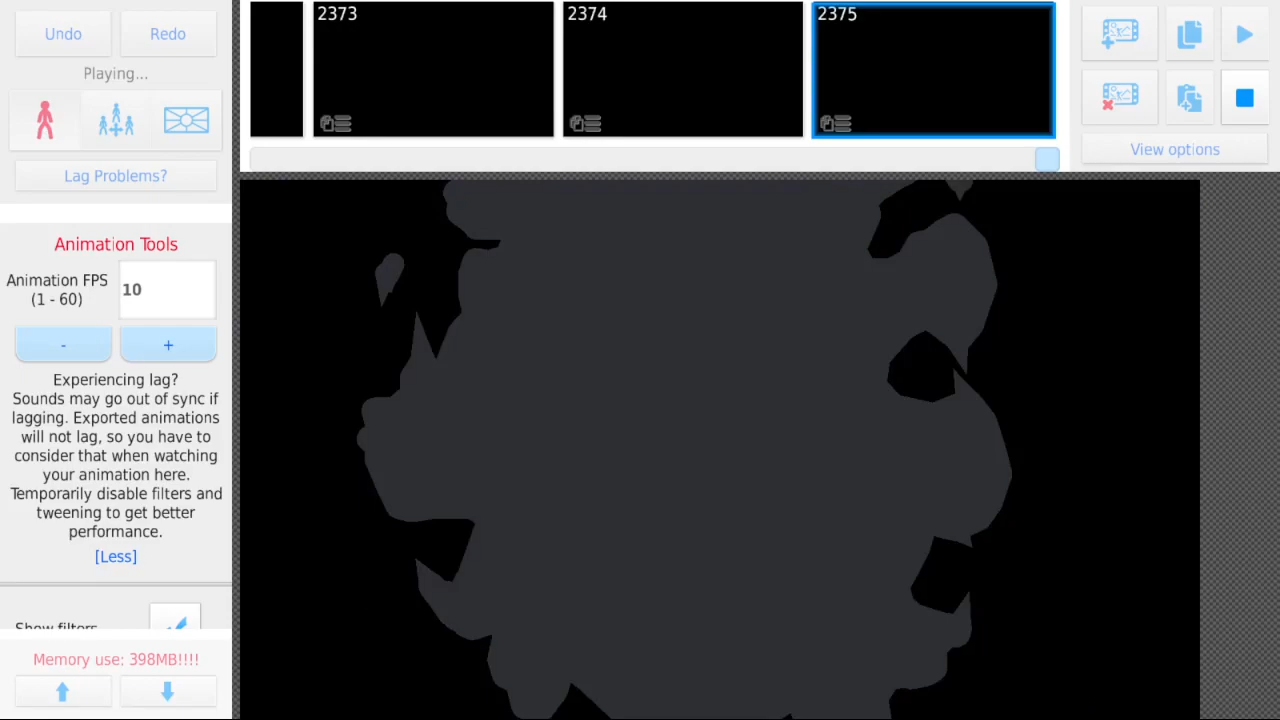 Undo
Redo
Playing...
Lag Problems?
Animation Tools
Animation FPS
(1 - 60)
10
-
+
Experiencing lag?
Sounds may go out of sync if
lagging. Exported animations
will not lag, so you have to
consider that when watching
your animation here.
Temporarily disable filters and
tweening to get better
performance.
[Less]
Show filters
Memory use: 398MB!!!!
2373
2374
2375
View options